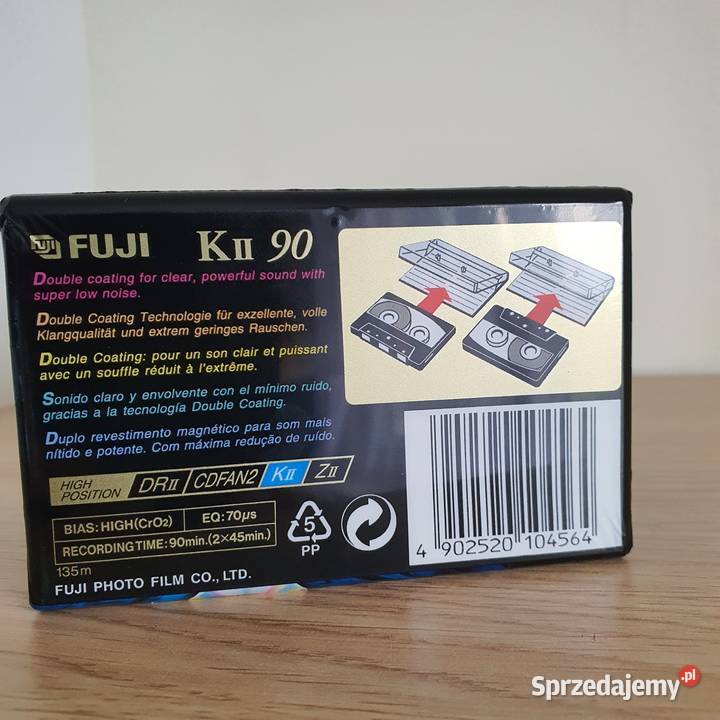 FUJI FUJI KII 90
Double coating for clear, powerful sound with
super low noise.
Double Coating Technologie für exzellente, volle
Klangqualität und extrem geringes Rauschen.
Double Coating: pour un son clair et puissant
avec un souffle réduit à l'extrême.
Sonido claro y envolvente con el mínimo ruido,
gracias a la tecnología Double Coating.
Duplo revestimento magnético para som mais
nítido e potente. Com máxima redução de ruído.
HIGH
POSITION
DRII CDFAN2 KII ZII
BIAS:HIGH(CrO2) EQ:70μs
RECORDING TIME:90min.(2×45min.)
135m
FUJI PHOTO FILM CO., LTD.
5
PP
4 902520 104564
Sprzedajemy.pl